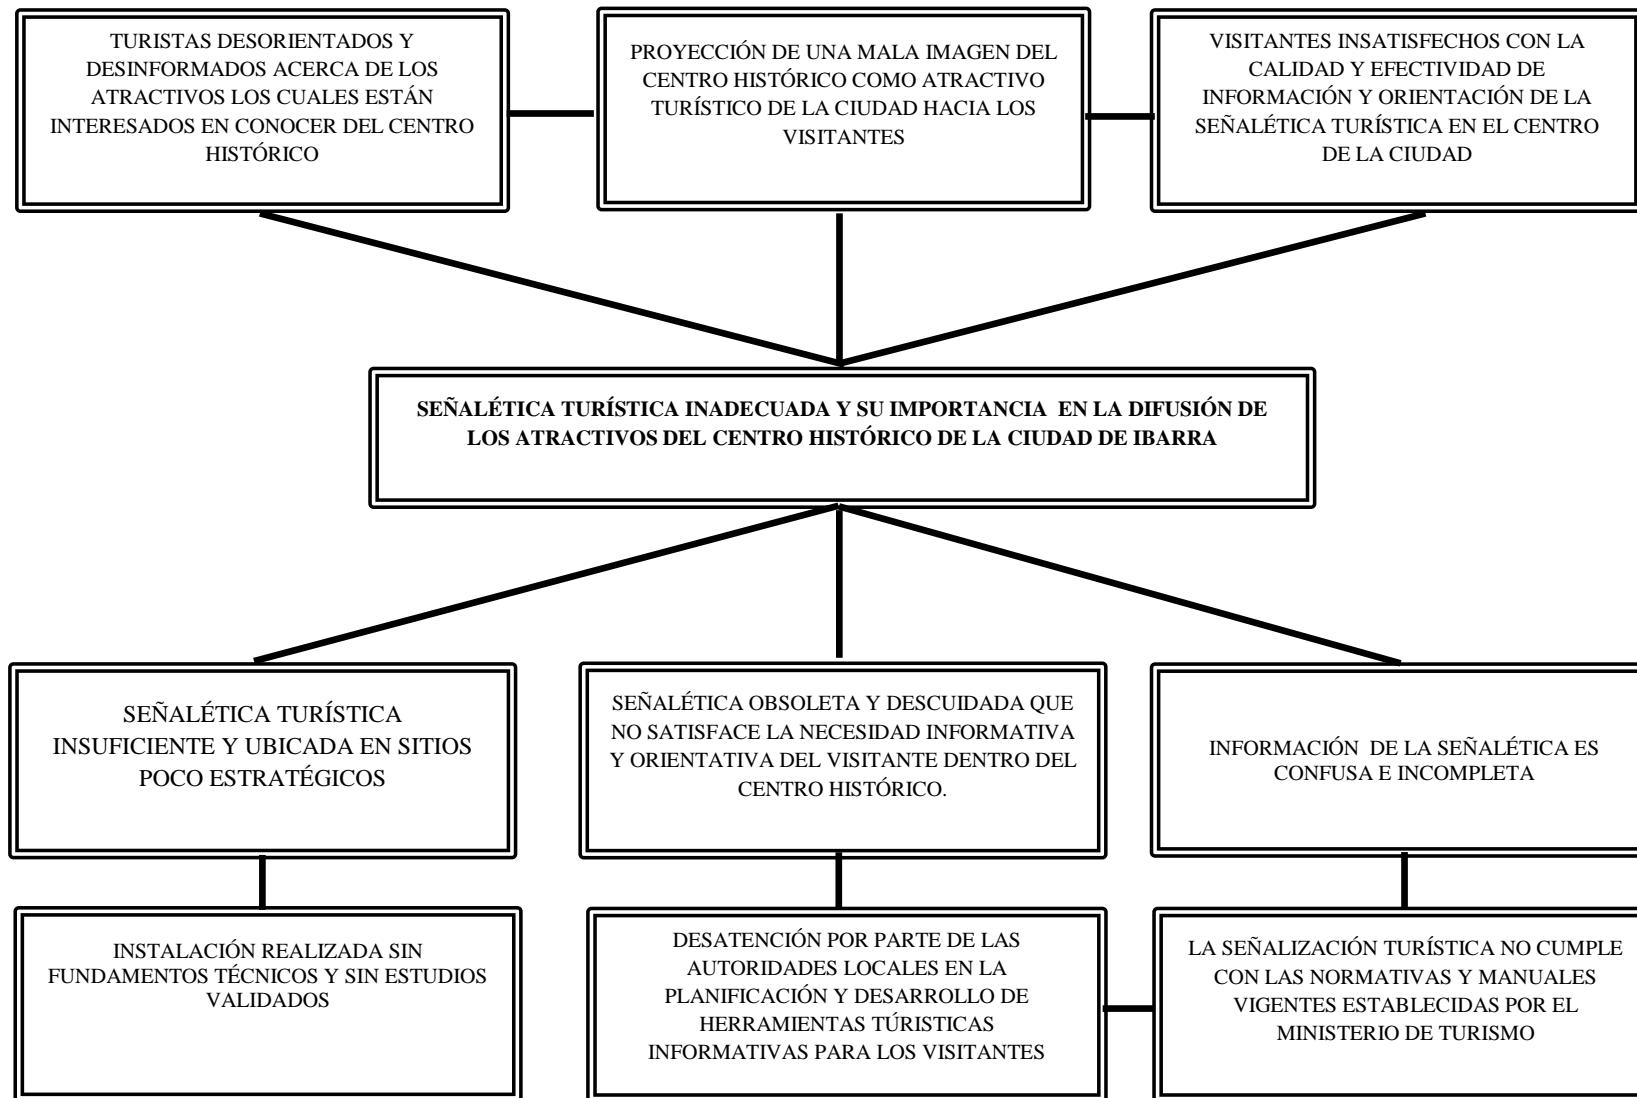 TURISTAS DESORIENTADOS Y
DESINFORMADOS ACERCA DE LOS
ATRACTIVOS LOS CUALES ESTÁN
INTERESADOS EN CONOCER DEL CENTRO
HISTÓRICO
PROYECCIÓN DE UNA MALA IMAGEN DEL
CENTRO HISTÓRICO COMO ATRACTIVO
TURÍSTICO DE LA CIUDAD HACIA LOS
VISITANTES
VISITANTES INSATISFECHOS CON LA
CALIDAD Y EFECTIVIDAD DE
INFORMACIÓN Y ORIENTACIÓN DE LA
SEÑALÉTICA TURÍSTICA EN EL CENTRO
DE LA CIUDAD
SEÑALÉTICA TURÍSTICA INADECUADA Y SU IMPORTANCIA  EN LA DIFUSIÓN DE
LOS ATRACTIVOS DEL CENTRO HISTÓRICO DE LA CIUDAD DE IBARRA
SEÑALÉTICA TURÍSTICA
INSUFICIENTE Y UBICADA EN SITIOS
POCO ESTRATÉGICOS
SEÑALÉTICA OBSOLETA Y DESCUIDADA QUE
NO SATISFACE LA NECESIDAD INFORMATIVA
Y ORIENTATIVA DEL VISITANTE DENTRO DEL
CENTRO HISTÓRICO.
INFORMACIÓN  DE LA SEÑALÉTICA ES
CONFUSA E INCOMPLETA
INSTALACIÓN REALIZADA SIN
FUNDAMENTOS TÉCNICOS Y SIN ESTUDIOS
VALIDADOS
DESATENCIÓN POR PARTE DE LAS
AUTORIDADES LOCALES EN LA
PLANIFICACIÓN Y DESARROLLO DE
HERRAMIENTAS TÚRISTICAS
INFORMATIVAS PARA LOS VISITANTES
LA SEÑALIZACIÓN TURÍSTICA NO CUMPLE
CON LAS NORMATIVAS Y MANUALES
VIGENTES ESTABLECIDAS POR EL
MINISTERIO DE TURISMO